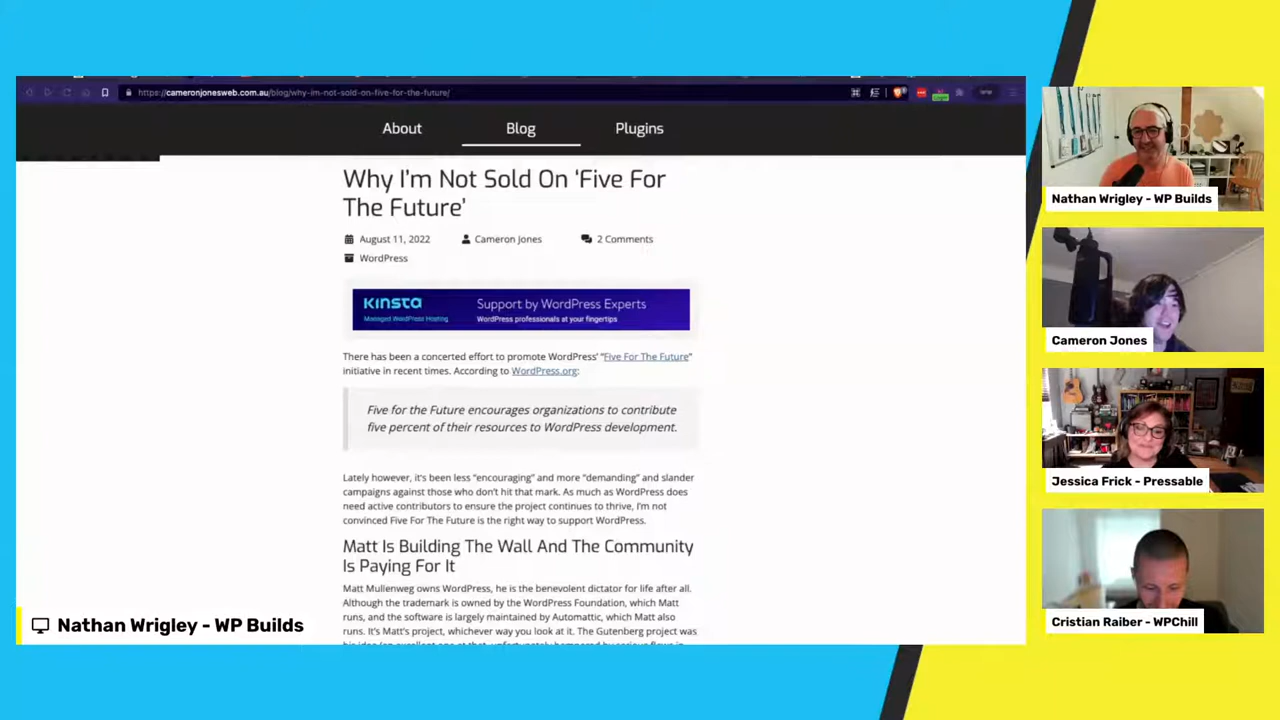 https://cameronjonesweb.com.au/blog/why-im-not-sold-on-five-for-the-future/
About Blog Plugins
Why I'm Not Sold On 'Five For
The Future'
August 11, 2022 Cameron Jones 2 Comments
WordPress
KINSTA Support by WordPress Experts
Managed WordPress Hosting WordPress professionals at your fingertips
There has been a concerted effort to promote WordPress' "Five For The Future"
initiative in recent times. According to WordPress.org:
Five for the Future encourages organizations to contribute
five percent of their resources to WordPress development.
Lately however, it's been less "encouraging" and more "demanding" and slander
campaigns against those who don't hit that mark. As much as WordPress does
need active contributors to ensure the project continues to thrive, I'm not
convinced Five For The Future is the right way to support WordPress.
Matt Is Building The Wall And The Community
Is Paying For It
Matt Mullenweg owns WordPress, he is the benevolent dictator for life after all.
Although the trademark is owned by the WordPress Foundation, which Matt
runs, and the software is largely maintained by Automattic, which Matt also
runs. It's Matt's project, whichever way you look at it. The Gutenberg project was
Nathan Wrigley - WP Builds
Nathan Wrigley - WP Builds
Cameron Jones
Jessica Frick - Pressable
Cristian Raiber - WPChill